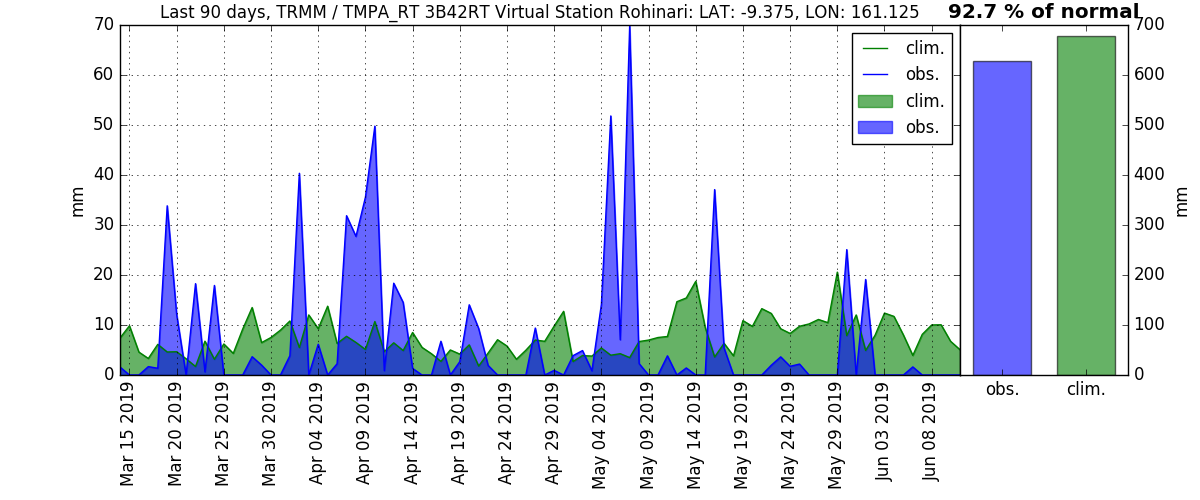 Last 90 days, TRMM / TMPA_RT 3B42RT Virtual Station Rohinari: LAT: -9.375, LON: 161.125
92.7 % of normal
70
60
50
40
30
20
10
0
mm
clim.
obs.
clim.
obs.
Mar 15 2019
Mar 20 2019
Mar 25 2019
Mar 30 2019
Apr 04 2019
Apr 09 2019
Apr 14 2019
Apr 19 2019
Apr 24 2019
Apr 29 2019
May 04 2019
May 09 2019
May 14 2019
May 19 2019
May 24 2019
May 29 2019
Jun 03 2019
Jun 08 2019
700
600
500
400
300
200
100
0
mm
obs.
clim.